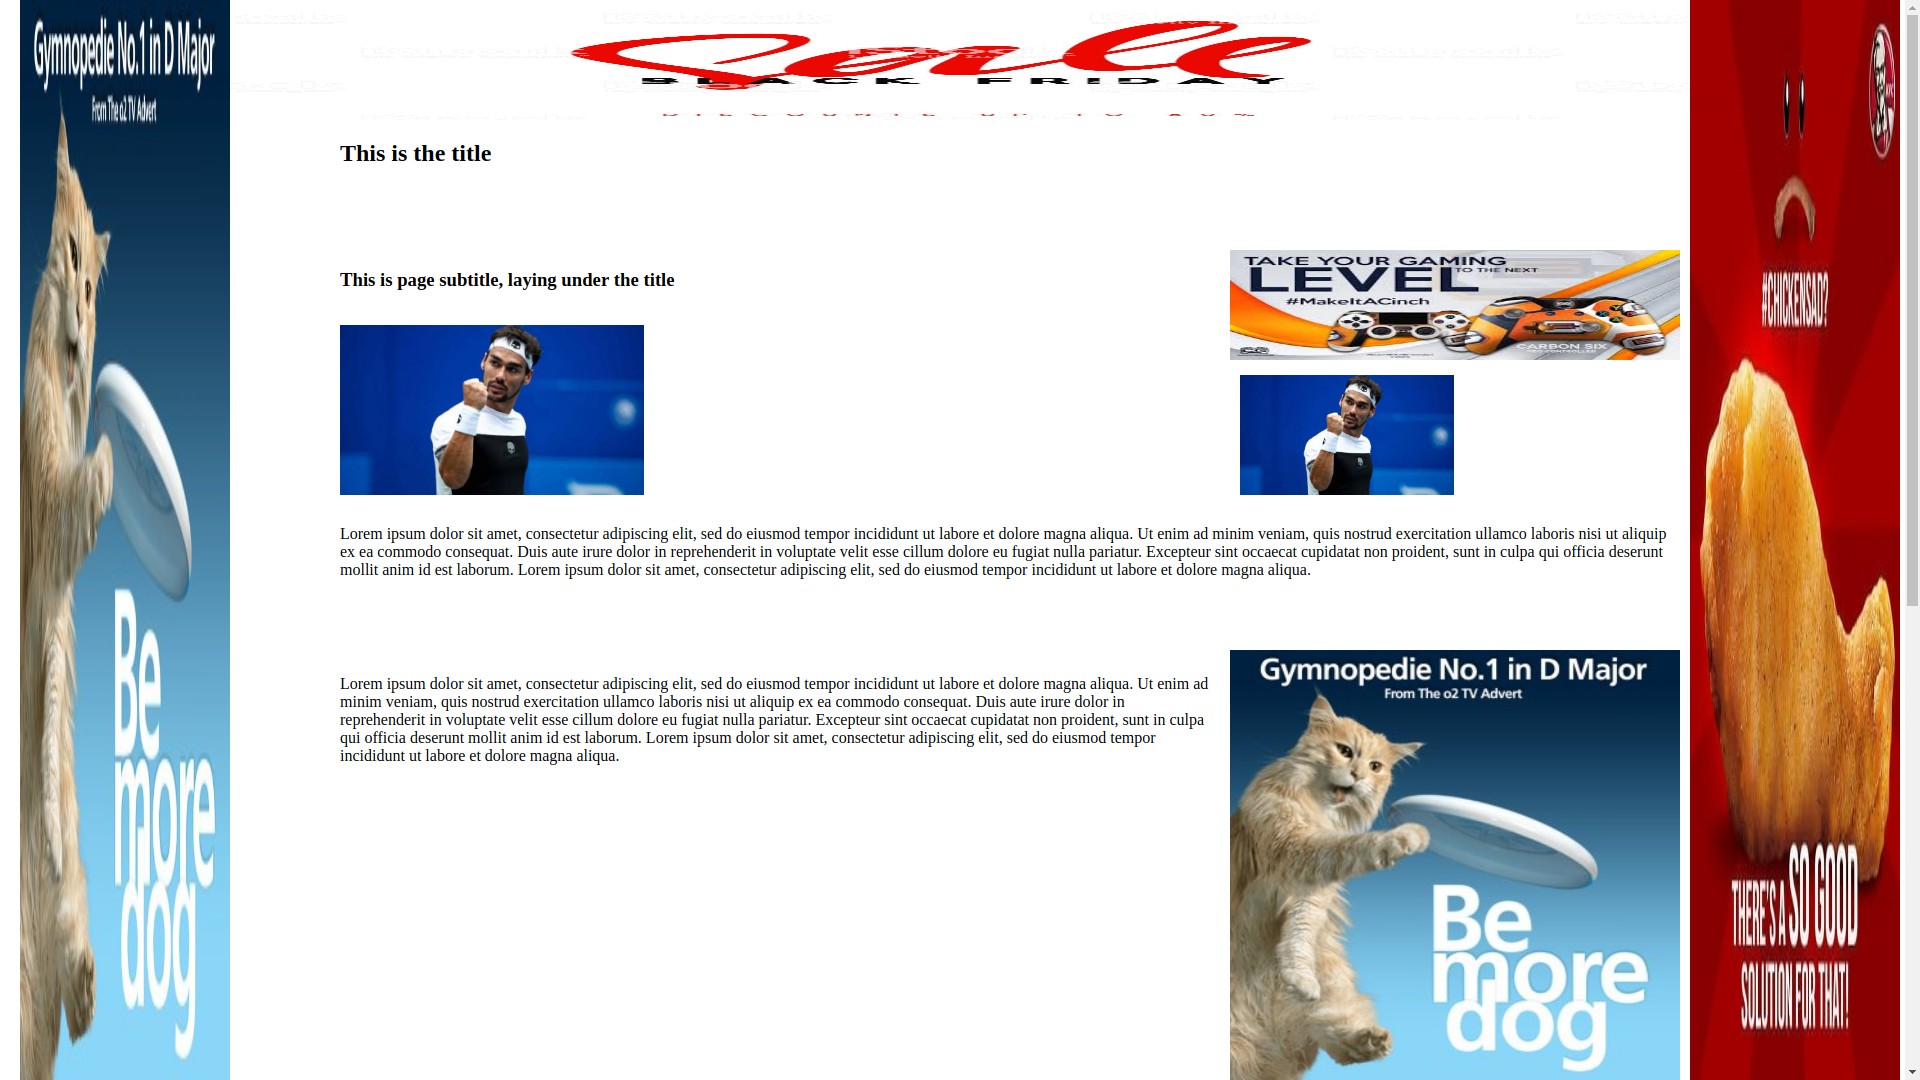 Gymnopedie No.1 in D Major
From The o2 TV Advert
Be
more
dog
Sale
BLACK FRIDAY
This is the title
This is page subtitle, laying under the title
TAKE YOUR GAMING
LEVEL TO THE NEXT
#MakeItACinch
CARBON SIX
Lorem ipsum dolor sit amet, consectetur adipiscing elit, sed do eiusmod tempor incididunt ut labore et dolore magna aliqua. Ut enim ad minim veniam, quis nostrud exercitation ullamco laboris nisi ut aliquip
ex ea commodo consequat. Duis aute irure dolor in reprehenderit in voluptate velit esse cillum dolore eu fugiat nulla pariatur. Excepteur sint occaecat cupidatat non proident, sunt in culpa qui officia deserunt
mollit anim id est laborum. Lorem ipsum dolor sit amet, consectetur adipiscing elit, sed do eiusmod tempor incididunt ut labore et dolore magna aliqua.
Lorem ipsum dolor sit amet, consectetur adipiscing elit, sed do eiusmod tempor incididunt ut labore et dolore magna aliqua. Ut enim ad
minim veniam, quis nostrud exercitation ullamco laboris nisi ut aliquip ex ea commodo consequat. Duis aute irure dolor in
reprehenderit in voluptate velit esse cillum dolore eu fugiat nulla pariatur. Excepteur sint occaecat cupidatat non proident, sunt in culpa
qui officia deserunt mollit anim id est laborum. Lorem ipsum dolor sit amet, consectetur adipiscing elit, sed do eiusmod tempor
incididunt ut labore et dolore magna aliqua.
Gymnopedie No.1 in D Major
From The o2 TV Advert
Be
more
dog
KFC
#CHICKENSAD?
THERE'S A SO GOOD
SOLUTION FOR THAT!